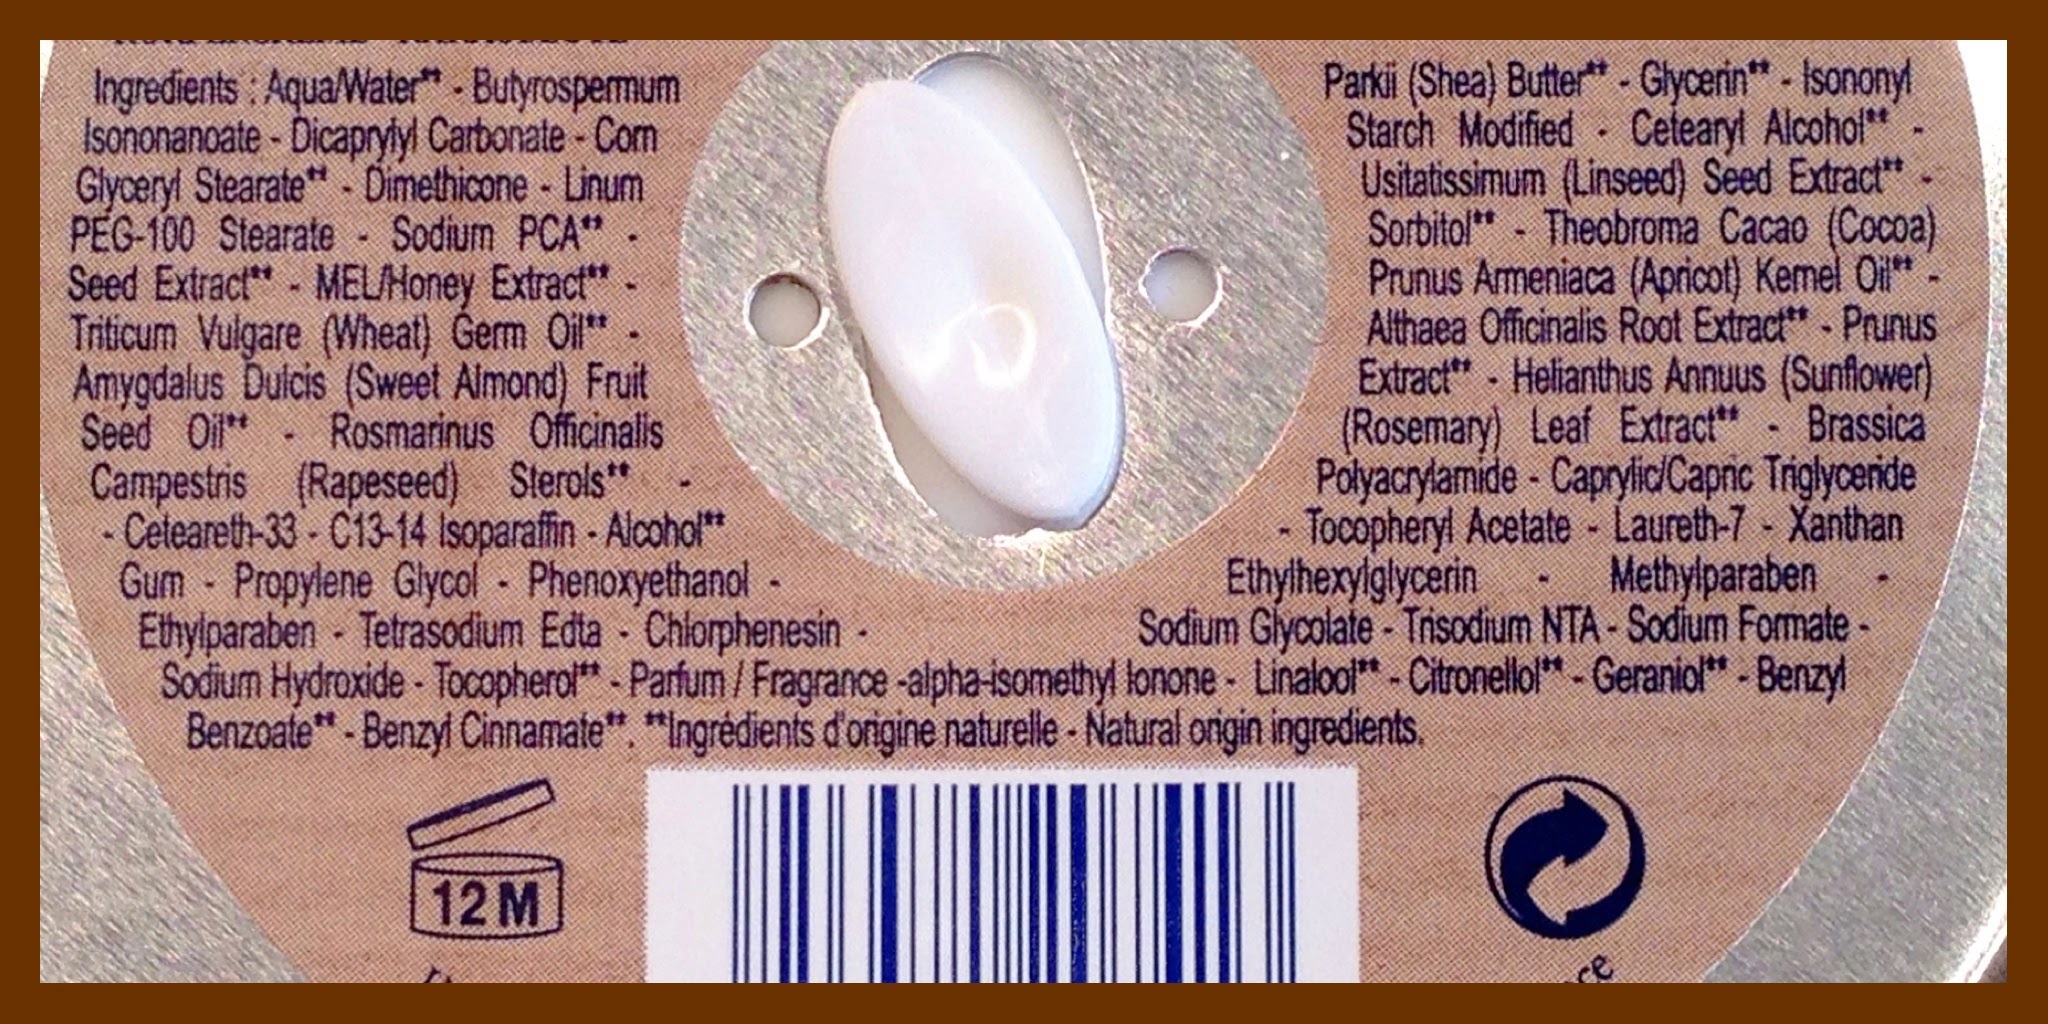 Ingredients : Aqua/Water** - Butyrospermum Parkii (Shea) Butter** - Glycerin** - Isononyl
Isononanoate - Dicaprylyl Carbonate - Corn Starch Modified - Cetearyl Alcohol** -
Glyceryl Stearate** - Dimethicone - Linum Usitatissimum (Linseed) Seed Extract** -
PEG-100 Stearate - Sodium PCA** - Sorbitol** - Theobroma Cacao (Cocoa)
Seed Extract** - MEL/Honey Extract** - Prunus Armeniaca (Apricot) Kernel Oil** -
Triticum Vulgare (Wheat) Germ Oil** - Althaea Officinalis Root Extract** - Prunus
Amygdalus Dulcis (Sweet Almond) Fruit Extract** - Helianthus Annuus (Sunflower)
Seed Oil** - Rosmarinus Officinalis (Rosemary) Leaf Extract** - Brassica
Campestris (Rapeseed) Sterols** - Polyacrylamide - Caprylic/Capric Triglyceride
- Ceteareth-33 - C13-14 Isoparaffin - Alcohol** - Tocopheryl Acetate - Laureth-7 - Xanthan
Gum - Propylene Glycol - Phenoxyethanol - Ethylhexylglycerin - Methylparaben -
Ethylparaben - Tetrasodium Edta - Chlorphenesin - Sodium Glycolate - Trisodium NTA - Sodium Formate -
Sodium Hydroxide - Tocopherol** - Parfum / Fragrance -alpha-isomethyl Ionone - Linalool** - Citronellol** - Geraniol** - Benzyl
Benzoate** - Benzyl Cinnamate**. **Ingrédients d'origine naturelle - Natural origin ingredients.
12 M